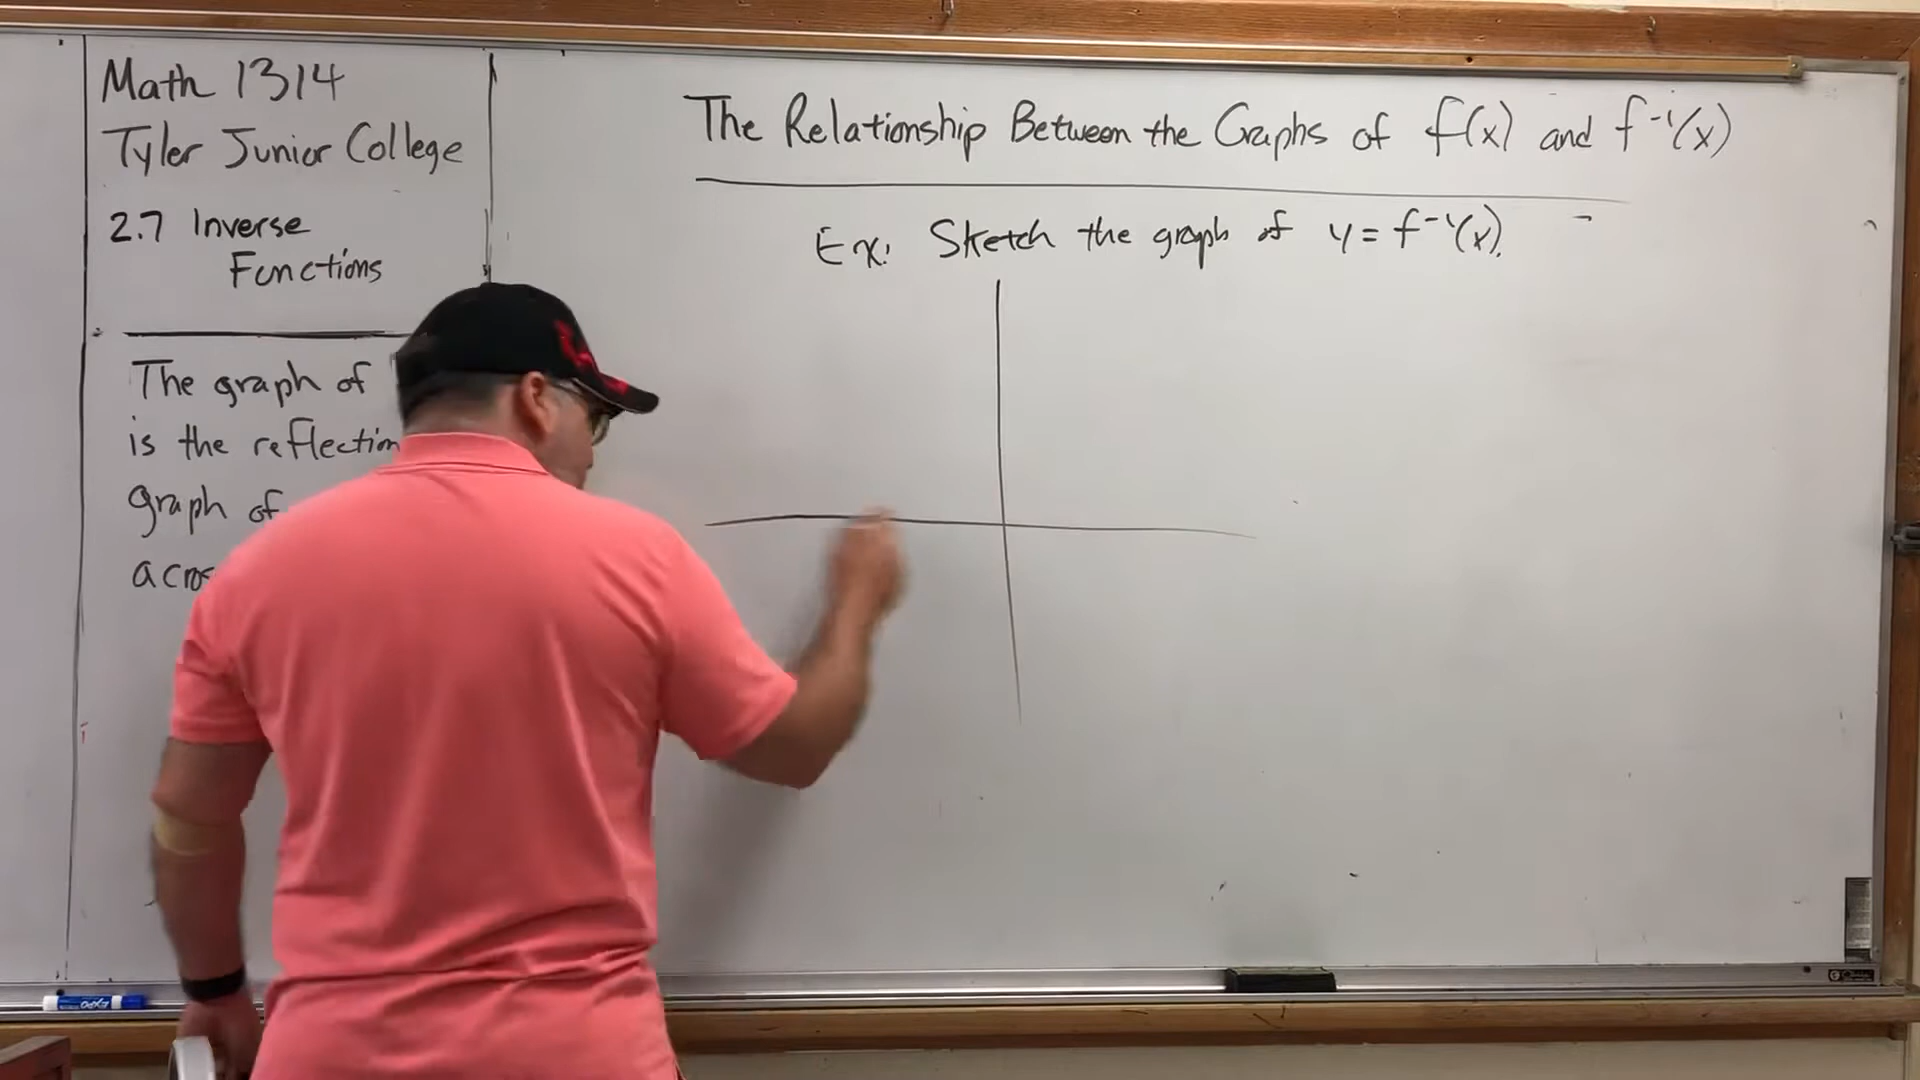 Math 1314
Tyler Junior College
2.7 Inverse
Functions
The graph of
is the reflection
graph of
The Relationship Between the Graphs of f(x) and f⁻¹(x)
Ex: Sketch the graph of y = f⁻¹(x).
EXPO